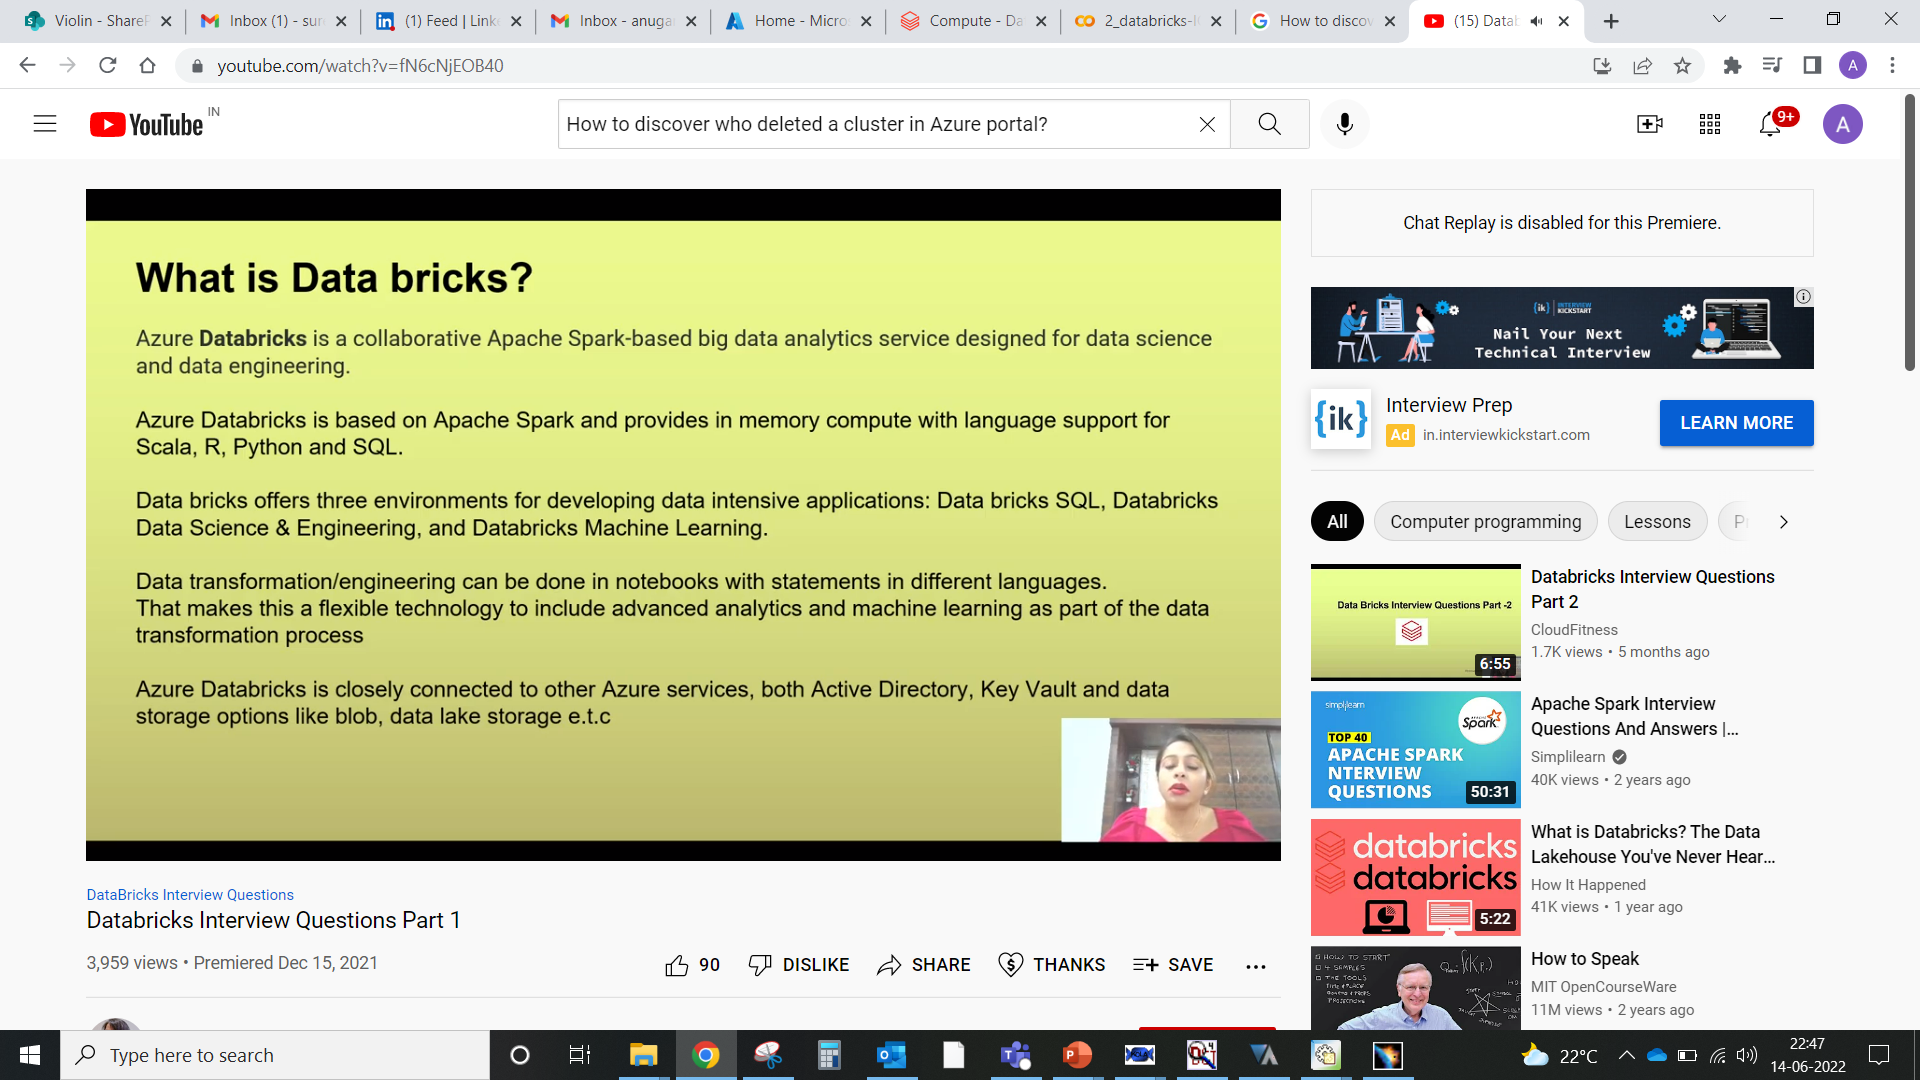 Violin - ShareP
Inbox (1) - sur
(1) Feed | Link
Inbox - anuga
Home - Micro
Compute - Da
2_databricks-I
How to discov
(15) Datab
youtube.com/watch?v=fN6cNjEOB40
YouTube IN
How to discover who deleted a cluster in Azure portal?
9+
A
What is Data bricks?
Azure Databricks is a collaborative Apache Spark-based big data analytics service designed for data science
and data engineering.
Azure Databricks is based on Apache Spark and provides in memory compute with language support for
Scala, R, Python and SQL.
Data bricks offers three environments for developing data intensive applications: Data bricks SQL, Databricks
Data Science & Engineering, and Databricks Machine Learning.
Data transformation/engineering can be done in notebooks with statements in different languages.
That makes this a flexible technology to include advanced analytics and machine learning as part of the data
transformation process
Azure Databricks is closely connected to other Azure services, both Active Directory, Key Vault and data
storage options like blob, data lake storage e.t.c
DataBricks Interview Questions
Databricks Interview Questions Part 1
3,959 views • Premiered Dec 15, 2021
90
DISLIKE
SHARE
THANKS
SAVE
Chat Replay is disabled for this Premiere.
{ik} INTERVIEW KICKSTART
Nail Your Next
Technical Interview
{ik}
Interview Prep
Ad in.interviewkickstart.com
LEARN MORE
All
Computer programming
Lessons
Data Bricks Interview Questions Part -2
6:55
Databricks Interview Questions
Part 2
CloudFitness
1.7K views • 5 months ago
simplilearn
Spark
TOP 40
APACHE SPARK
NTERVIEW
QUESTIONS
50:31
Apache Spark Interview
Questions And Answers |...
Simplilearn
40K views • 2 years ago
databricks
databricks
5:22
What is Databricks? The Data
Lakehouse You've Never Hear...
How It Happened
41K views • 1 year ago
HOW TO START
4 SAMPLES
THE TOOLS
How to Speak
MIT OpenCourseWare
11M views • 2 years ago
Type here to search
22°C
22:47
14-06-2022